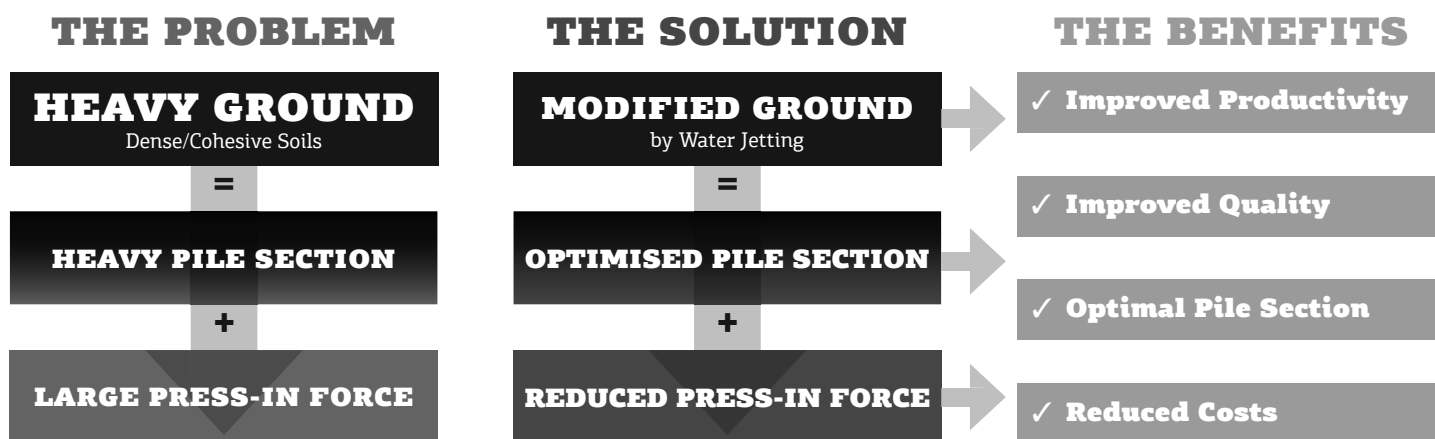 THE PROBLEM
HEAVY GROUND
Dense/Cohesive Soils
=
HEAVY PILE SECTION
+
LARGE PRESS-IN FORCE
THE SOLUTION
MODIFIED GROUND
by Water Jetting
=
OPTIMISED PILE SECTION
+
REDUCED PRESS-IN FORCE
THE BENEFITS
✓ Improved Productivity
✓ Improved Quality
✓ Optimal Pile Section
✓ Reduced Costs